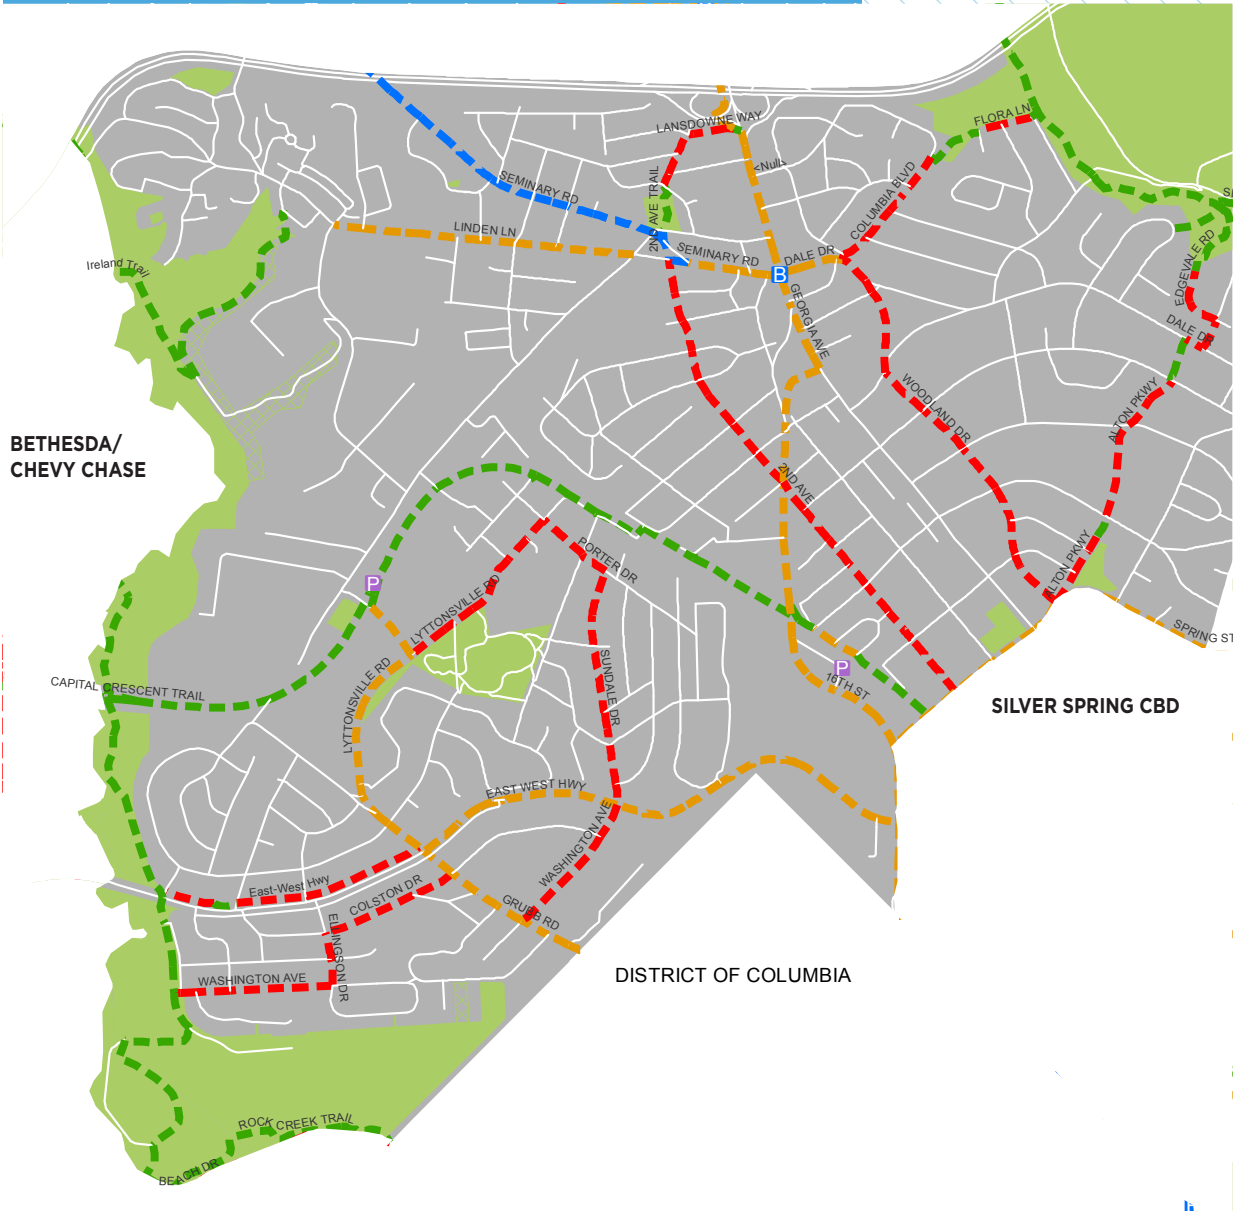 LANSDOWNE WAY
FLORA LN
<Null>
SEMINARY RD
2ND AVE TRAIL
COLUMBIA BLVD
LINDEN LN
SEMINARY RD
DALE DR
EDGEVALE RD
Ireland Trail
B
GEORGIA AVE
DALE DR
WOODLAND DR
ALTON PKWY
BETHESDA/
CHEVY CHASE
2ND AVE
PORTER DR
ALTON PKWY
P
LYTTONSVILLE RD
SPRING ST
LYTTONSVILLE RD
SUNDALE DR
P
16TH ST
CAPITAL CRESCENT TRAIL
SILVER SPRING CBD
EAST WEST HWY
WASHINGTON AVE
East-West Hwy
COLSTON DR
GRUBB RD
ELLINGSON DR
WASHINGTON AVE
DISTRICT OF COLUMBIA
ROCK CREEK TRAIL
BEACH DR